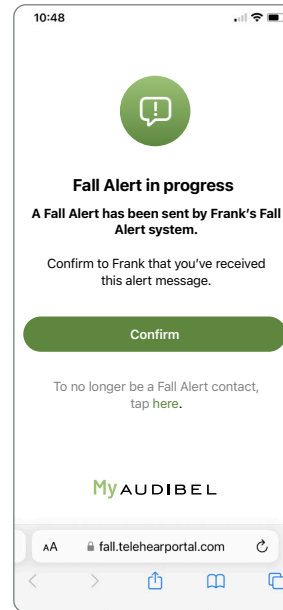 10:48
Fall Alert in progress
A Fall Alert has been sent by Frank's Fall
Alert system.
Confirm to Frank that you've received
this alert message.
Confirm
To no longer be a Fall Alert contact,
tap here.
My AUDIBEL
AA fall.telehearportal.com